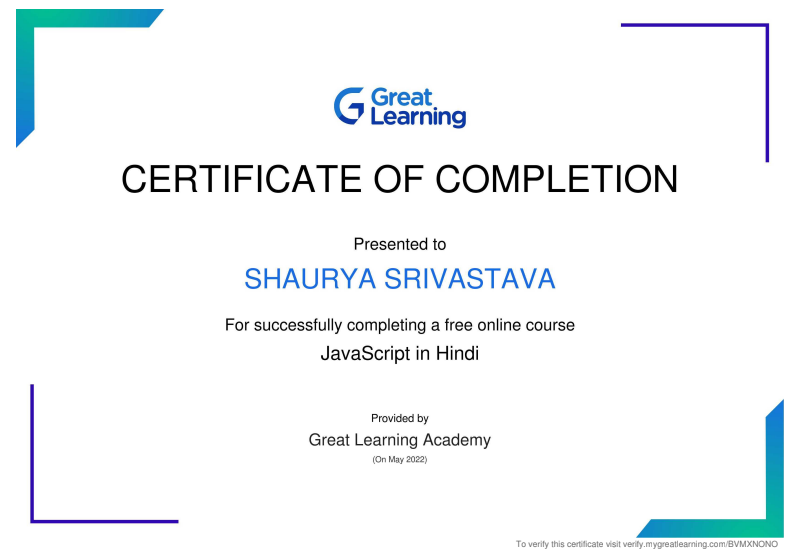 Great
Learning
CERTIFICATE OF COMPLETION
Presented to
SHAURYA SRIVASTAVA
For successfully completing a free online course
JavaScript in Hindi
Provided by
Great Learning Academy
(On May 2022)
To verify this certificate visit verify.mygreatlearning.com/BVMXNONO